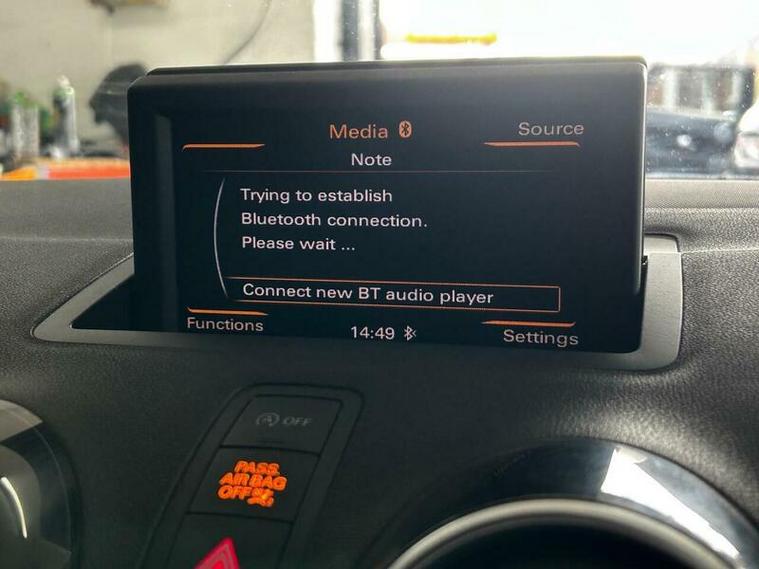 Media
Source
Note
Trying to establish
Bluetooth connection.
Please wait ...
Connect new BT audio player
Functions
14:49
Settings
OFF
PASS
AIR BAG
OFF